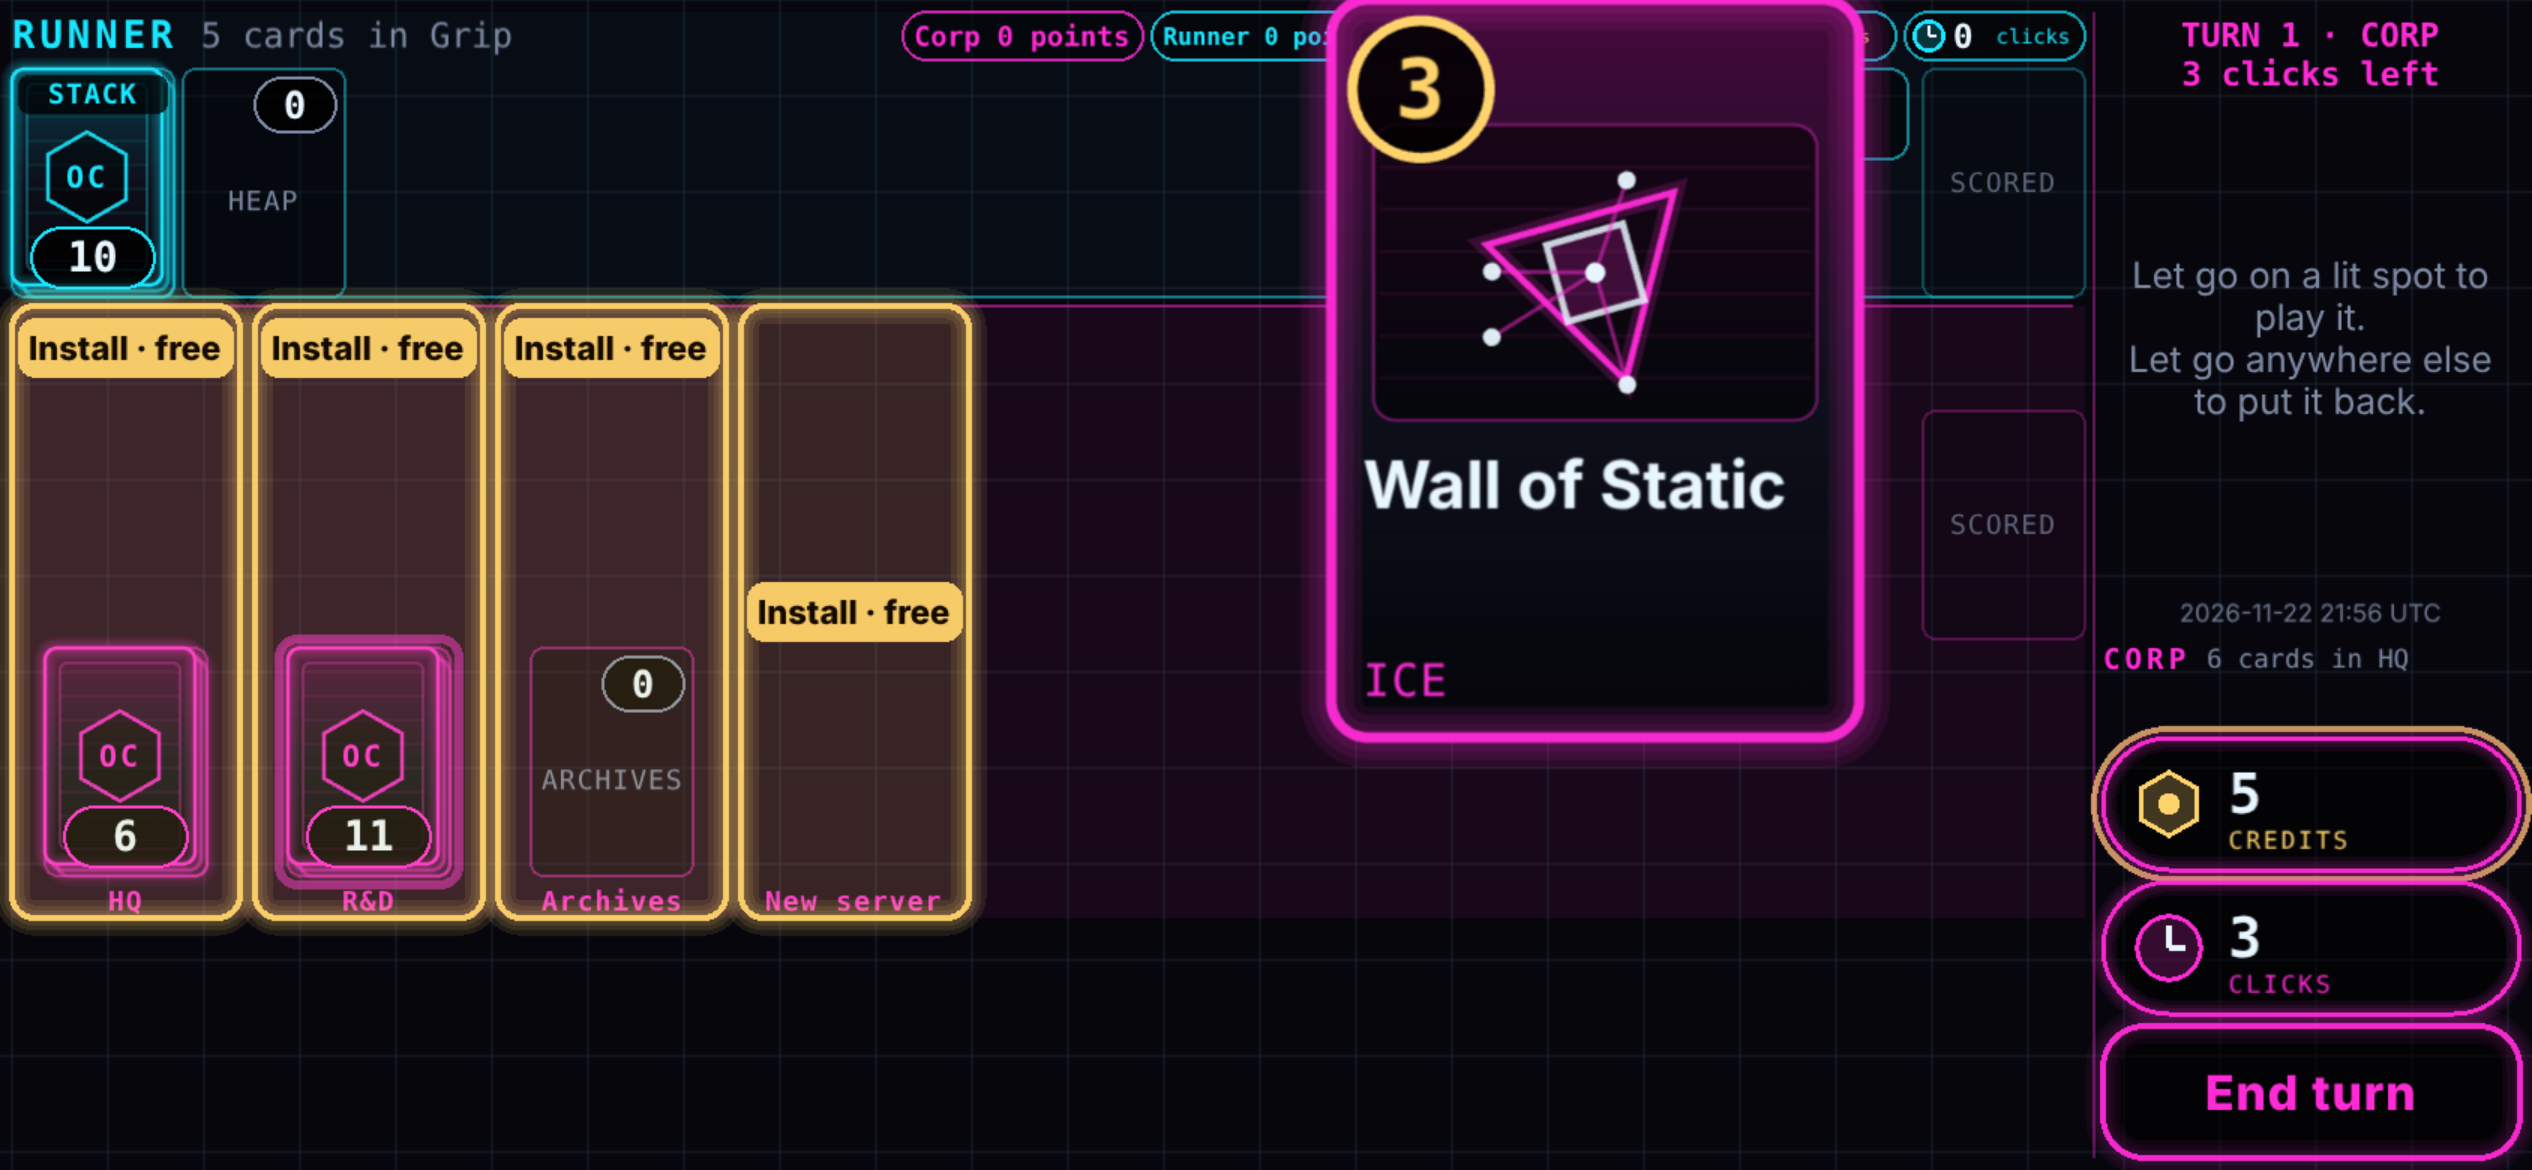 RUNNER 5 cards in Grip
Corp 0 points
Runner 0
0 clicks
TURN 1 · CORP
3 clicks left
STACK
OC
10
0
HEAP
SCORED
3
Wall of Static
ICE
Let go on a lit spot to
play it.
Let go anywhere else
to put it back.
Install · free
Install · free
Install · free
Install · free
SCORED
OC
6
HQ
OC
11
R&D
0
ARCHIVES
Archives
New server
2026-11-22 21:56 UTC
CORP 6 cards in HQ
5
CREDITS
3
CLICKS
End turn